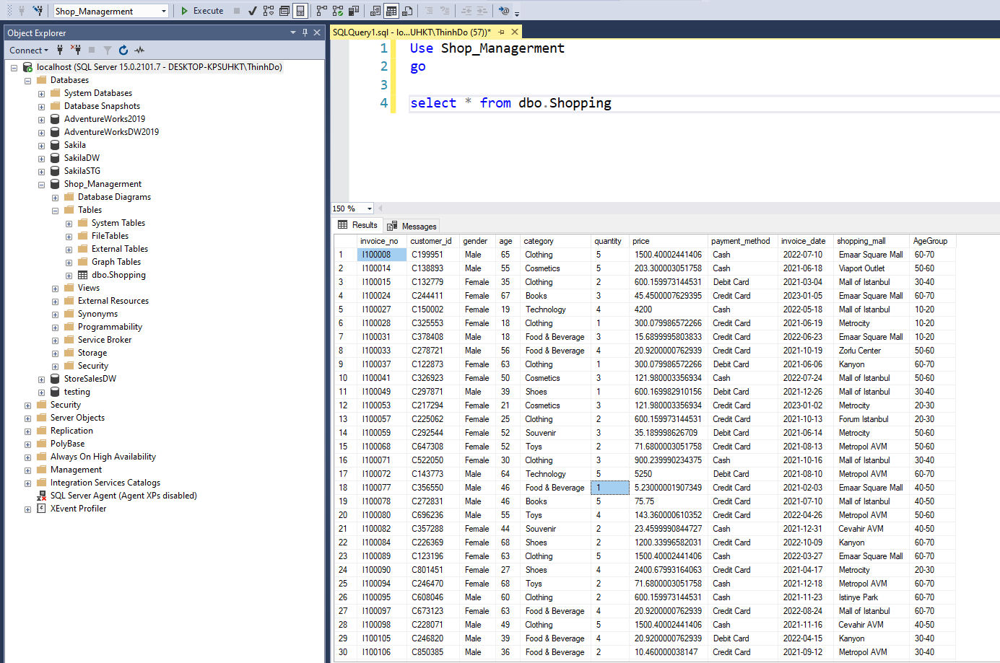 Shop_Managerment
Execute
Object Explorer
Connect
localhost (SQL Server 15.0.2101.7 - DESKTOP-KPSUHKT\ThinhDo)
Databases
System Databases
Database Snapshots
AdventureWorks2019
AdventureWorksDW2019
Sakila
SakilaDW
SakilaSTG
Shop_Management
Database Diagrams
Tables
System Tables
FileTables
External Tables
Graph Tables
dbo.Shopping
Views
External Resources
Synonyms
Programmability
Service Broker
Storage
Security
StoreSalesDW
testing
Security
Server Objects
Replication
PolyBase
Always On High Availability
Management
Integration Services Catalogs
SQL Server Agent (Agent XPs disabled)
XEvent Profiler
SQLQuery1.sql - lo...UHKT\ThinhDo (57))*
1 Use Shop_Managerment
2 go
3
4 select * from dbo.Shopping
150 %
Results Messages
invoice_no customer_id gender age category quantity price payment_method invoice_date shopping_mall AgeGroup
1 I100008 C199951 Male 65 Clothing 5 1500.40002441406 Cash 2022-07-10 Emaar Square Mall 60-70
2 I100014 C138893 Male 55 Cosmetics 5 203.300003051758 Cash 2021-06-18 Viaport Outlet 50-60
3 I100015 C132779 Female 35 Clothing 2 600.159973144531 Debit Card 2021-03-04 Mall of Istanbul 30-40
4 I100024 C244411 Female 67 Books 3 45.4500007629395 Credit Card 2023-01-05 Emaar Square Mall 60-70
5 I100027 C150002 Female 19 Technology 4 4200 Cash 2022-05-18 Mall of Istanbul 10-20
6 I100028 C325553 Female 18 Clothing 1 300.079986572266 Credit Card 2021-06-19 Metrocity 10-20
7 I100031 C378408 Male 18 Food & Beverage 3 15.6899995803833 Credit Card 2022-06-23 Emaar Square Mall 10-20
8 I100033 C278721 Male 56 Food & Beverage 4 20.9200000762939 Credit Card 2021-10-19 Zorlu Center 50-60
9 I100037 C122873 Female 63 Clothing 1 300.079986572266 Debit Card 2021-06-06 Kanyon 60-70
10 I100041 C326923 Female 50 Cosmetics 3 121.980003356934 Cash 2022-07-24 Mall of Istanbul 50-60
11 I100049 C297871 Male 39 Shoes 1 600.169982910156 Debit Card 2021-12-26 Mall of Istanbul 30-40
12 I100053 C217294 Female 21 Cosmetics 3 121.980003356934 Credit Card 2023-01-02 Metrocity 20-30
13 I100057 C225062 Female 25 Clothing 2 600.159973144531 Credit Card 2021-10-13 Forum Istanbul 20-30
14 I100059 C292544 Female 52 Souvenir 3 35.189998626709 Debit Card 2021-06-14 Metrocity 50-60
15 I100068 C647308 Female 52 Toys 2 71.6800003051758 Credit Card 2021-08-13 Metropol AVM 50-60
16 I100071 C522050 Female 30 Clothing 3 900.239990234375 Cash 2021-10-16 Mall of Istanbul 30-40
17 I100072 C143773 Male 64 Technology 5 5250 Debit Card 2021-08-10 Metropol AVM 60-70
18 I100077 C356550 Male 46 Food & Beverage 1 5.23000001907349 Credit Card 2021-02-03 Emaar Square Mall 40-50
19 I100078 C272831 Male 46 Books 5 75.75 Credit Card 2021-07-10 Mall of Istanbul 40-50
20 I100080 C696236 Male 55 Toys 4 143.360000610352 Credit Card 2022-04-26 Metropol AVM 50-60
21 I100082 C357288 Female 44 Souvenir 2 23.4599990844727 Cash 2021-12-31 Cevahir AVM 40-50
22 I100084 C226369 Female 68 Shoes 2 1200.33996582031 Credit Card 2022-10-09 Kanyon 60-70
23 I100089 C123196 Female 63 Clothing 5 1500.40002441406 Cash 2022-03-27 Emaar Square Mall 60-70
24 I100090 C801451 Female 27 Shoes 4 2400.67993164063 Credit Card 2021-04-17 Metrocity 20-30
25 I100094 C246470 Female 68 Toys 2 71.6800003051758 Cash 2021-12-18 Metropol AVM 60-70
26 I100095 C608046 Male 60 Clothing 2 600.159973144531 Cash 2021-11-23 Istinye Park 60-70
27 I100097 C673123 Female 63 Food & Beverage 4 20.9200000762939 Credit Card 2022-08-24 Mall of Istanbul 60-70
28 I100098 C228071 Male 49 Clothing 5 1500.40002441406 Cash 2021-11-16 Cevahir AVM 40-50
29 I100105 C246820 Male 39 Food & Beverage 4 20.9200000762939 Debit Card 2022-04-15 Kanyon 30-40
30 I100106 C850385 Male 36 Food & Beverage 2 10.460000038147 Credit Card 2021-09-12 Metropol AVM 30-40